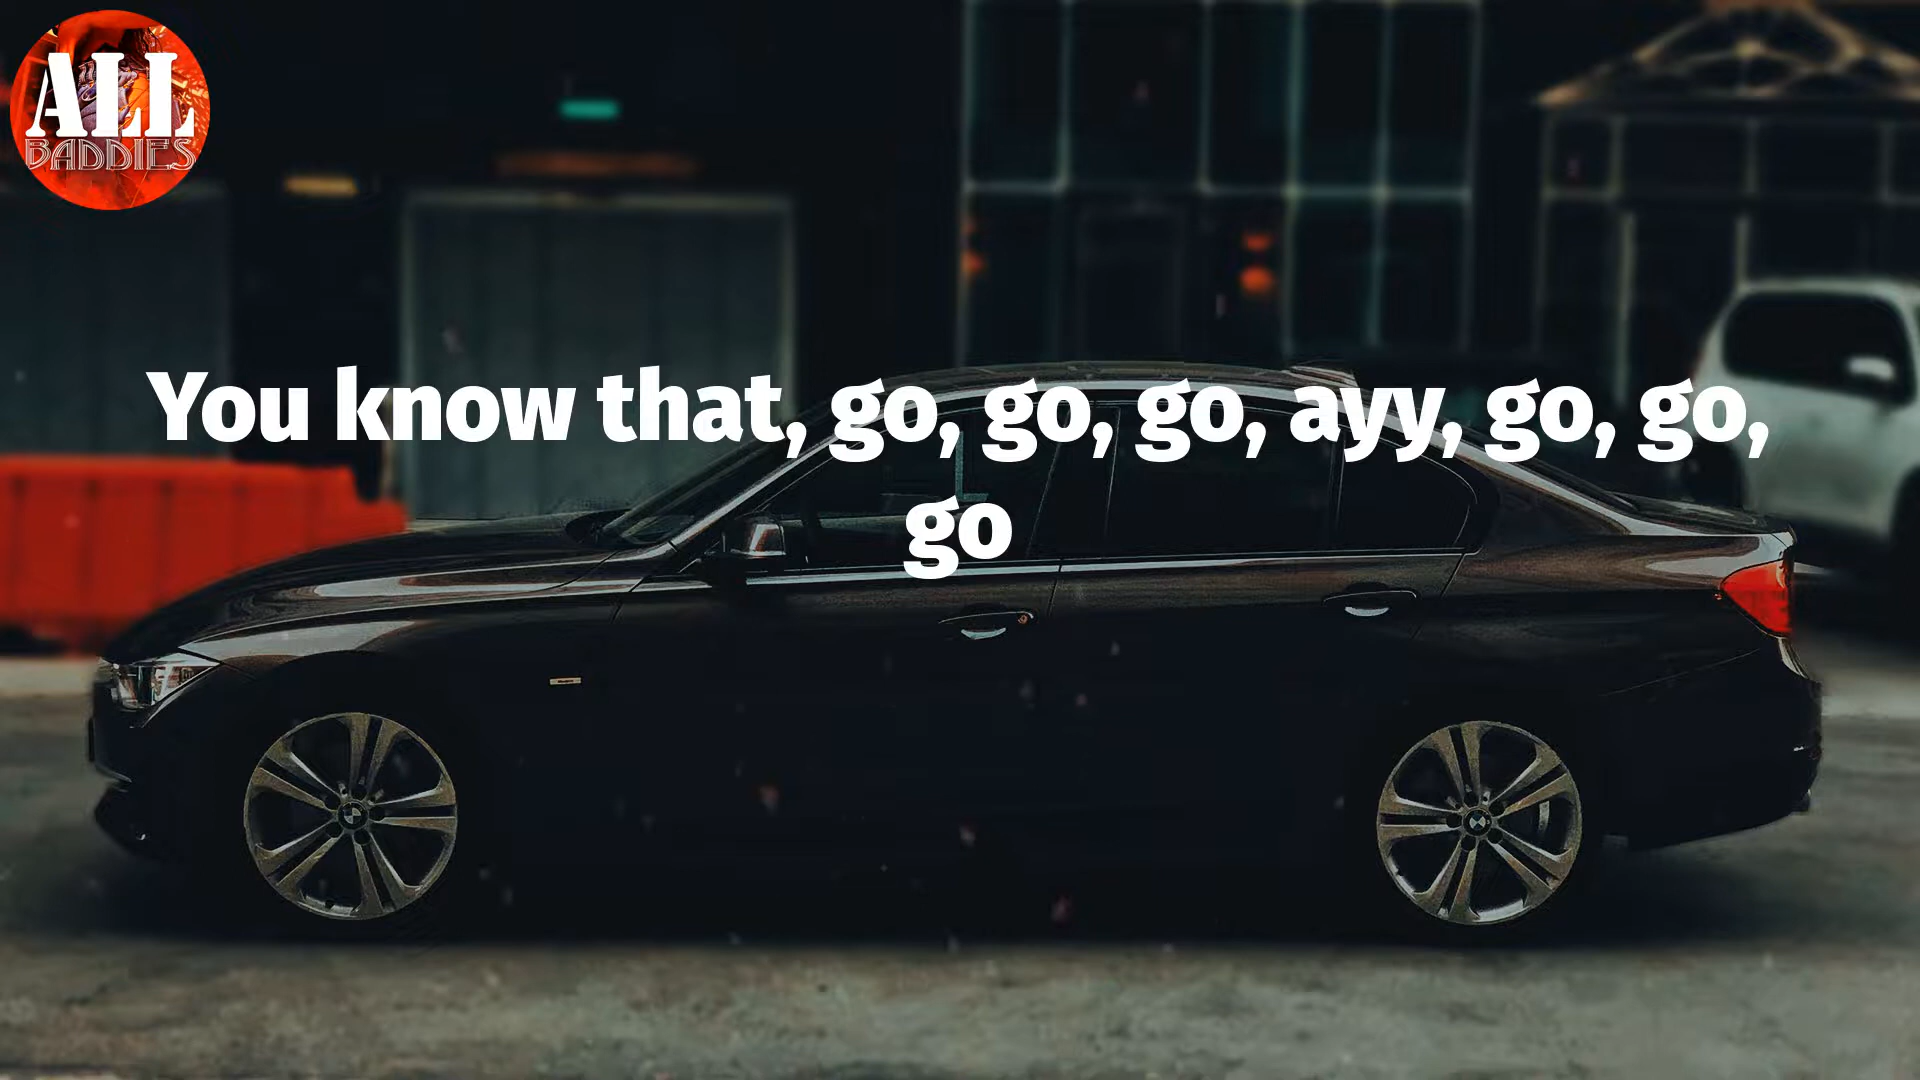 ALL
BADDIES
You know that, go, go, go, ayy, go, go,
go